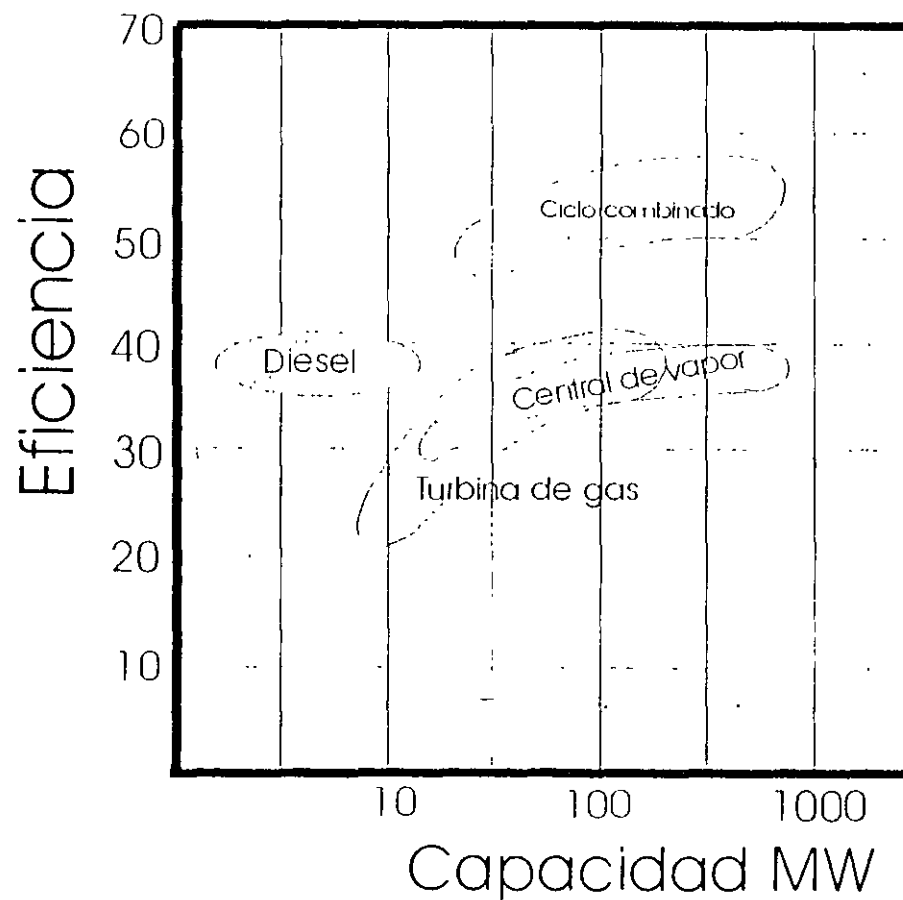 70
60
Eficiencia
Ciclo combinado
50
40
Diesel
Central de vapor
30
Turbina de gas
20
10
10 100 1000
Capacidad MW